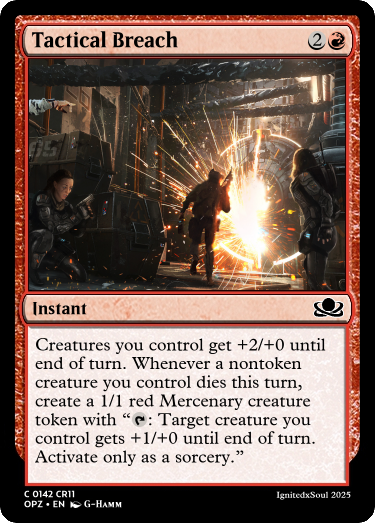 Tactical Breach 2
Instant
Creatures you control get +2/+0 until
end of turn. Whenever a nontoken
creature you control dies this turn,
create a 1/1 red Mercenary creature
token with “: Target creature you
control gets +1/+0 until end of turn.
Activate only as a sorcery.”
C 0142 CR11
OPZ • EN G-Hamm
IgnitedxSoul 2025